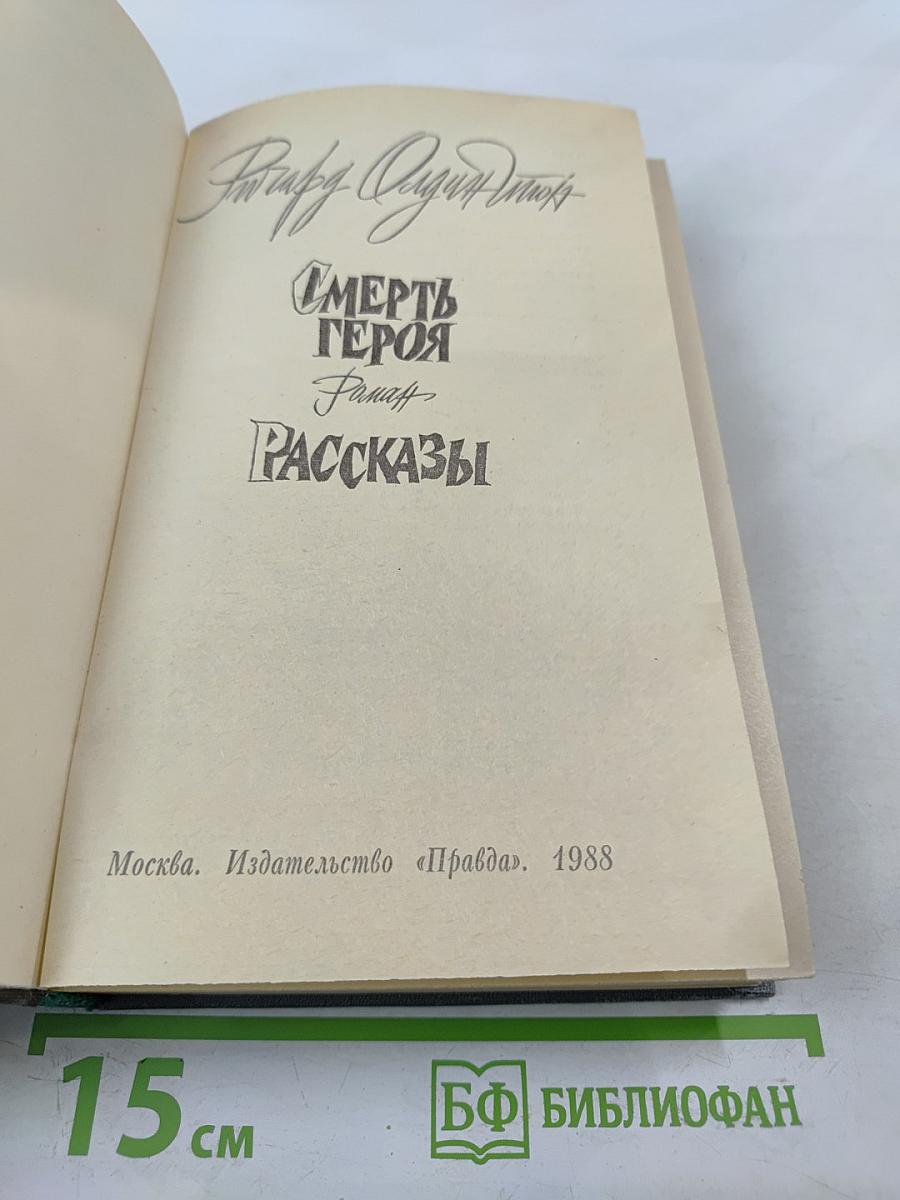 Ричард Олдингтон
СМЕРТЬ
ГЕРОЯ
Роман
РАССКАЗЫ
Москва. Издательство «Правда». 1988
15 см
БФ БИБЛИОФАН